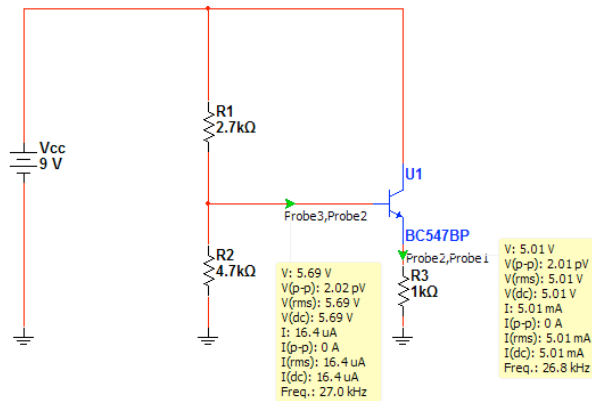 R1
2.7kΩ
Vcc
9 V
U1
Probe3,Probe2
BC547BP
R2
4.7kΩ
Probe2,Probe1
R3
1kΩ
V: 5.69 V
V(p-p): 2.02 pV
V(rms): 5.69 V
V(dc): 5.69 V
I: 16.4 uA
I(p-p): 0 A
I(rms): 16.4 uA
I(dc): 16.4 uA
Freq.: 27.0 kHz
V: 5.01 V
V(p-p): 2.01 pV
V(rms): 5.01 V
V(dc): 5.01 V
I: 5.01 mA
I(p-p): 0 A
I(rms): 5.01 mA
I(dc): 5.01 mA
Freq.: 26.8 kHz